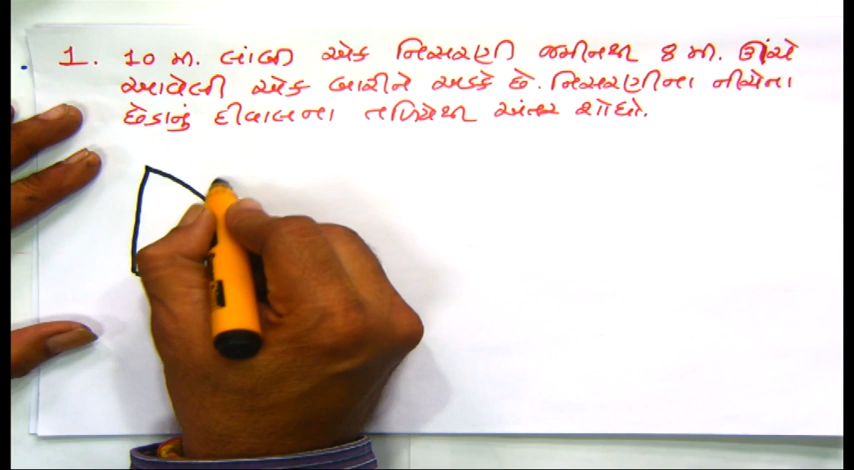 1. 10 મી. લાંબી એક નિસરણી જમીનથી 8 મી. ઊંચે
આવેલી એક બારીને અડકે છે. નિસરણીના નીચેના
છેડાનું દીવાલના તળિયેથી અંતર શોધો.